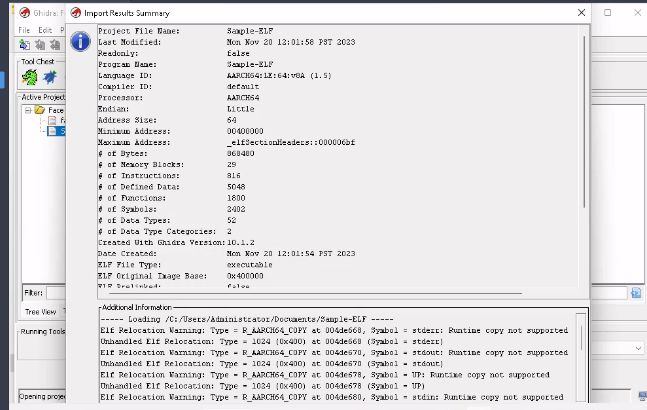 Ghidra: F
Import Results Summary
File Edit P
Tool Chest
Active Project
Face
Filter:
Tree View
Running Tools
Opening projec
Project File Name: Sample-ELF
Last Modified: Mon Nov 20 12:01:58 PST 2023
Readonly: false
Program Name: Sample-ELF
Language ID: AARCH64:LE:64:v8A (1.5)
Compiler ID: default
Processor: AARCH64
Endian: Little
Address Size: 64
Minimum Address: 00400000
Maximum Address: _elfSectionHeaders::000006bf
# of Bytes: 868480
# of Memory Blocks: 29
# of Instructions: 816
# of Defined Data: 5048
# of Functions: 1800
# of Symbols: 2402
# of Data Types: 52
# of Data Type Categories: 2
Created With Ghidra Version: 10.1.2
Date Created: Mon Nov 20 12:01:54 PST 2023
ELF File Type: executable
ELF Original Image Base: 0x400000
ELF Prelinked: false
Additional Information
----- Loading /C:/Users/Administrator/Documents/Sample-ELF -----
Elf Relocation Warning: Type = R_AARCH64_COPY at 004de668, Symbol = stderr: Runtime copy not supported
Unhandled Elf Relocation: Type = 1024 (0x400) at 004de668 (Symbol = stderr)
Elf Relocation Warning: Type = R_AARCH64_COPY at 004de670, Symbol = stdout: Runtime copy not supported
Unhandled Elf Relocation: Type = 1024 (0x400) at 004de670 (Symbol = stdout)
Elf Relocation Warning: Type = R_AARCH64_COPY at 004de678, Symbol = UP: Runtime copy not supported
Unhandled Elf Relocation: Type = 1024 (0x400) at 004de678 (Symbol = UP)
Elf Relocation Warning: Type = R_AARCH64_COPY at 004de680, Symbol = stdin: Runtime copy not supported